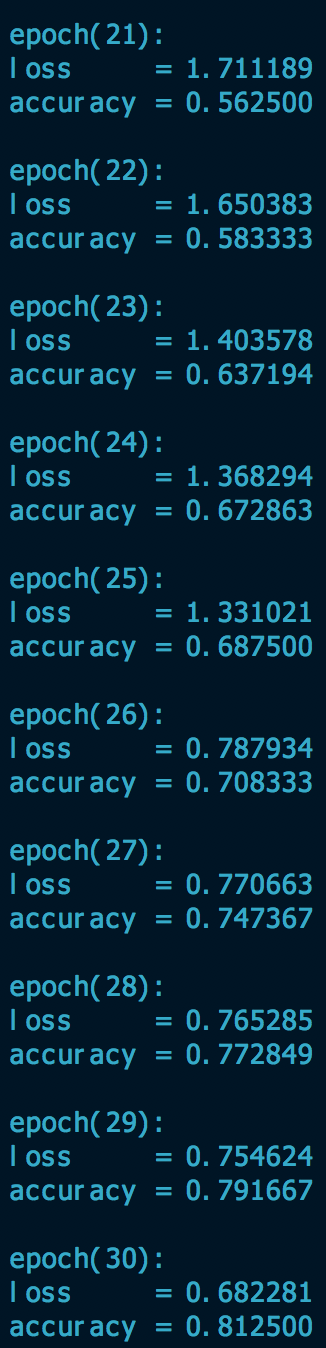 epoch(21):
loss = 1.711189
accuracy = 0.562500
epoch(22):
loss = 1.650383
accuracy = 0.583333
epoch(23):
loss = 1.403578
accuracy = 0.637194
epoch(24):
loss = 1.368294
accuracy = 0.672863
epoch(25):
loss = 1.331021
accuracy = 0.687500
epoch(26):
loss = 0.787934
accuracy = 0.708333
epoch(27):
loss = 0.770663
accuracy = 0.747367
epoch(28):
loss = 0.765285
accuracy = 0.772849
epoch(29):
loss = 0.754624
accuracy = 0.791667
epoch(30):
loss = 0.682281
accuracy = 0.812500